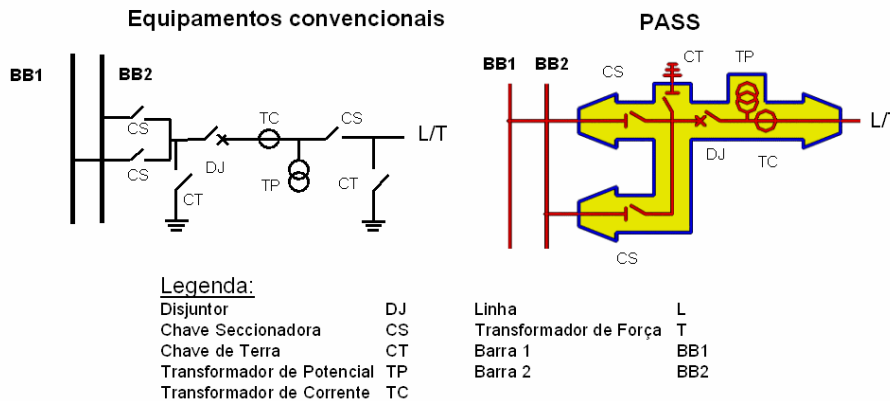 Equipamentos convencionais
BB1
BB2
CS
CS
DJ
TC
CS
L/T
CT
TP
CT
PASS
BB1
BB2
CS
CT
TP
L/T
DJ
TC
CS
Legenda:
Disjuntor DJ
Chave Seccionadora CS
Chave de Terra CT
Transformador de Potencial TP
Transformador de Corrente TC
Linha L
Transformador de Força T
Barra 1 BB1
Barra 2 BB2